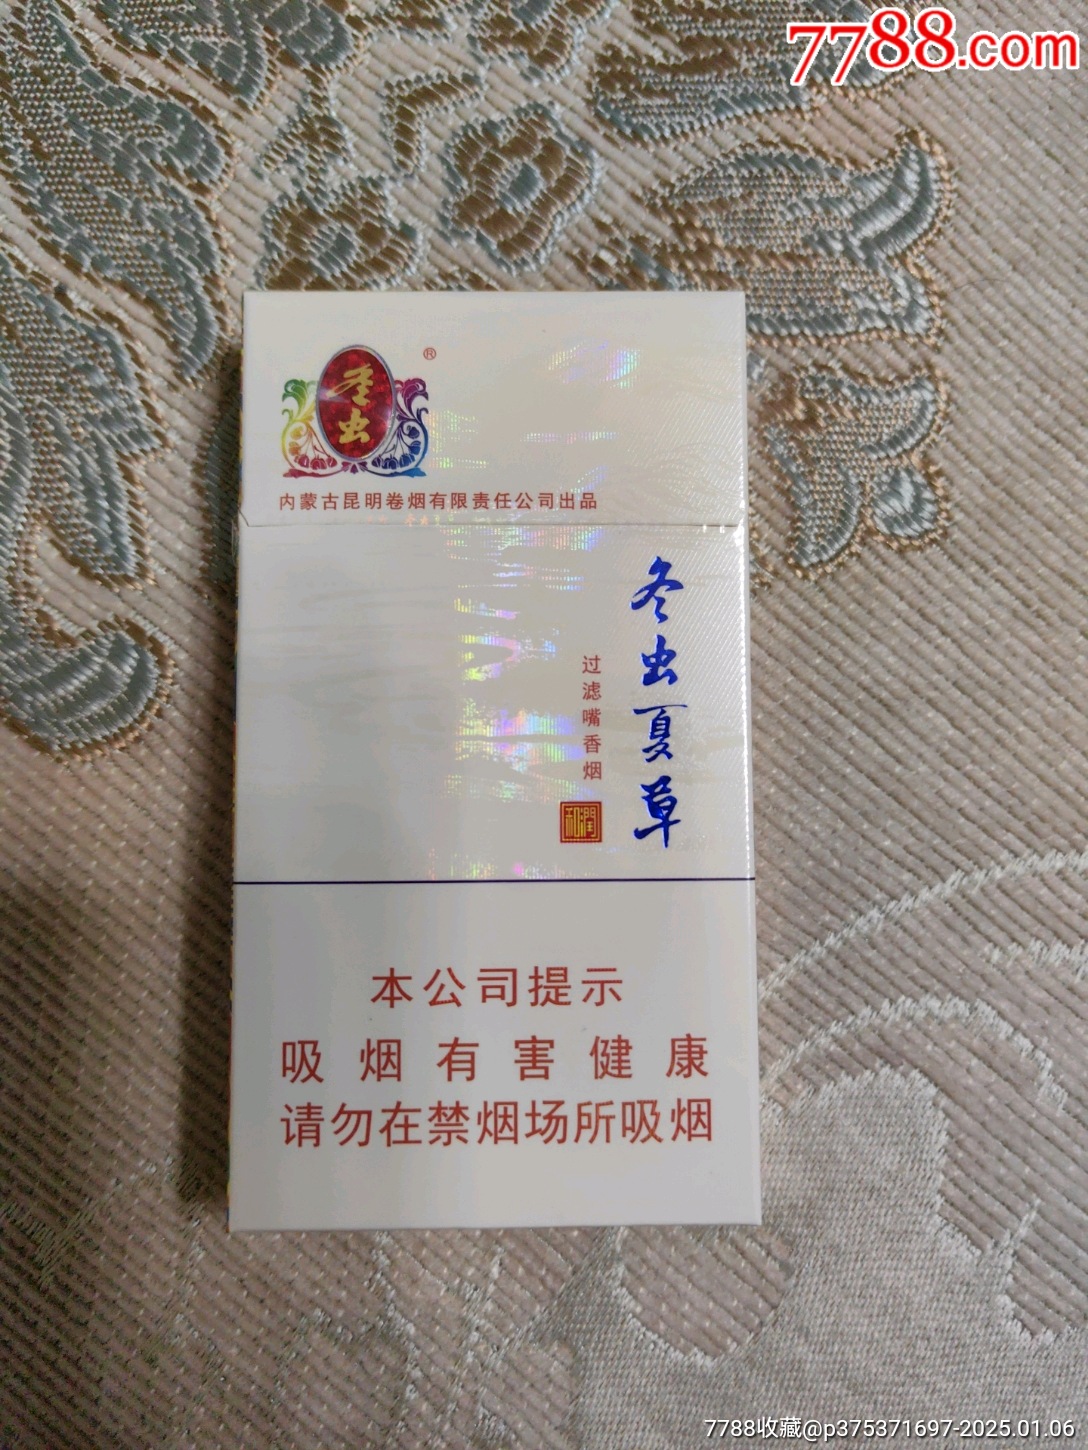 7788.com
冬虫
®
内蒙古昆明卷烟有限责任公司出品
冬虫夏草
过滤嘴香烟
和潤
本公司提示
吸烟有害健康
请勿在禁烟场所吸烟
7788收藏@p375371697-2025.01.06